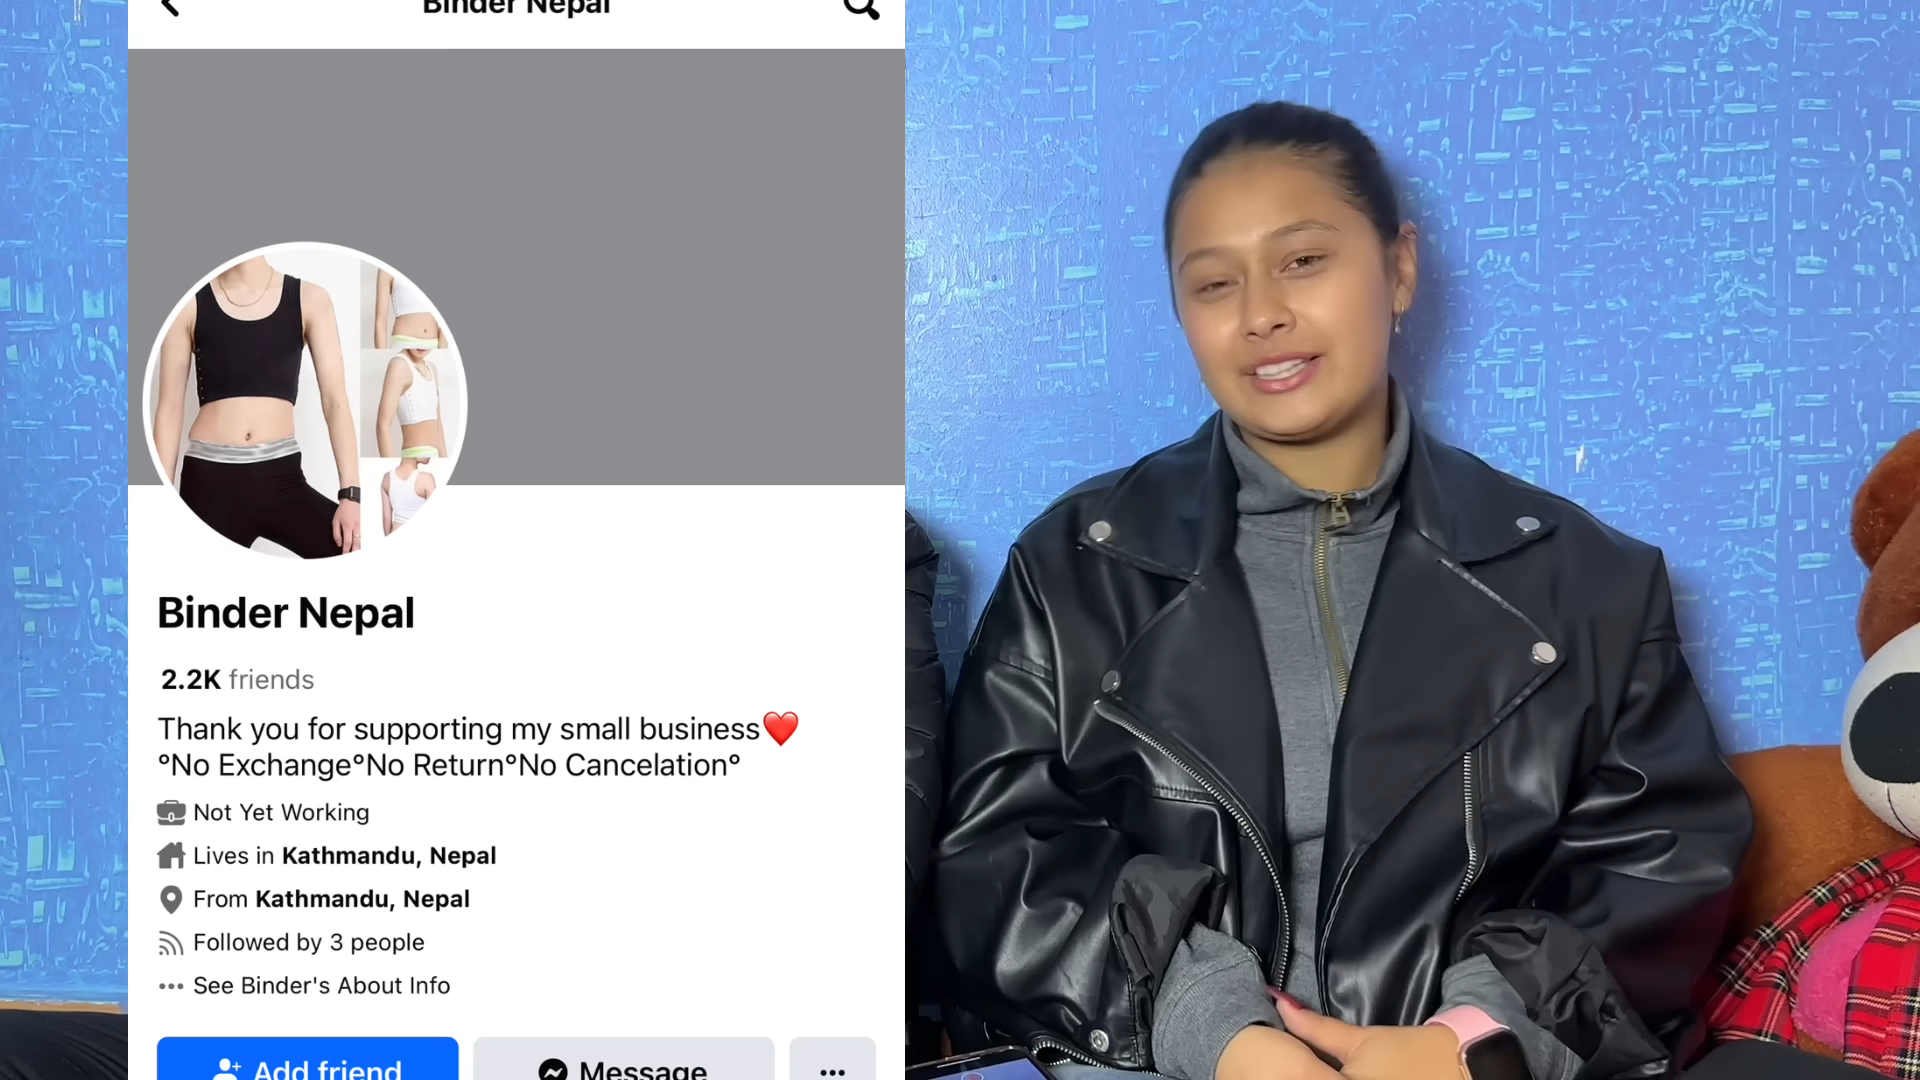 Binder Nepal
Binder Nepal
2.2K friends
Thank you for supporting my small business❤️
°No Exchange°No Return°No Cancelation°
Not Yet Working
Lives in Kathmandu, Nepal
From Kathmandu, Nepal
Followed by 3 people
See Binder's About Info
Add friend
Message